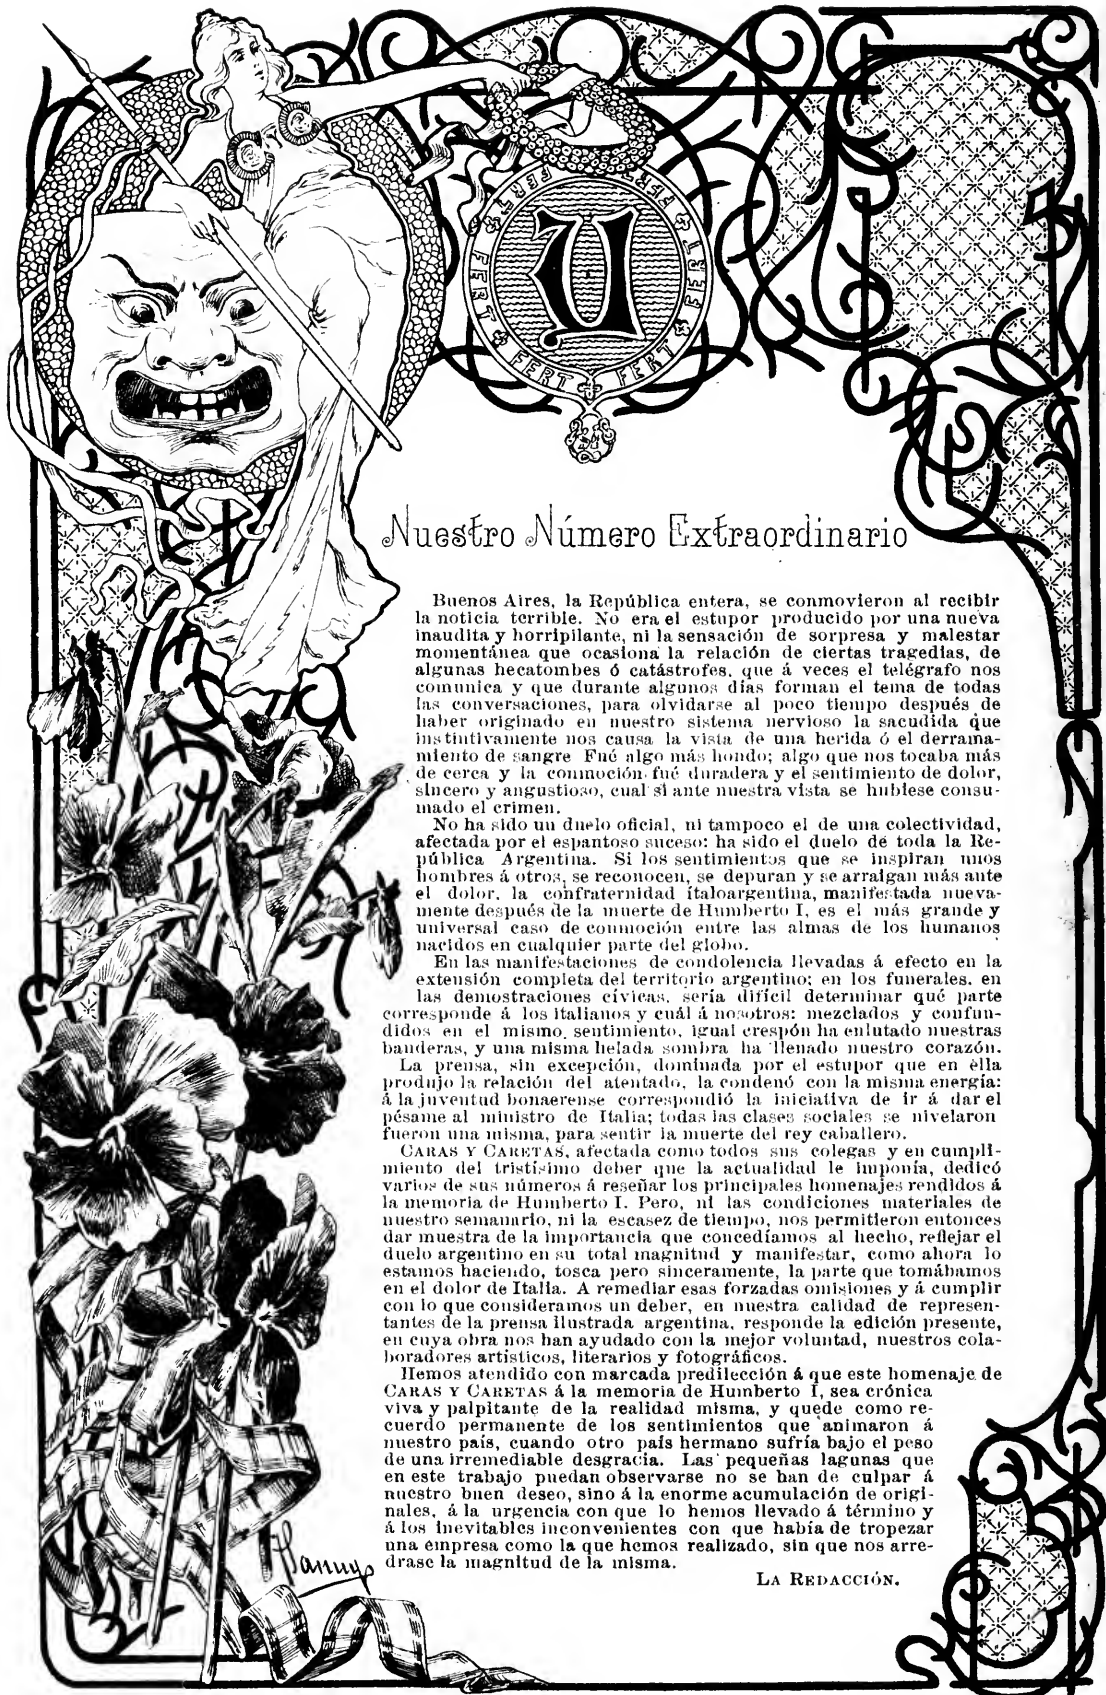 U
FERT FERT FERT FERT FERT FERT FERT FERT
Nuestro Número Extraordinario
Buenos Aires, la República entera, se conmovieron al recibir
la noticia terrible. No era el estupor producido por una nueva
inaudita y horripilante, ni la sensación de sorpresa y malestar
momentánea que ocasiona la relación de ciertas tragedias, de
algunas hecatombes ó catástrofes, que á veces el telégrafo nos
comunica y que durante algunos días forman el tema de todas
las conversaciones, para olvidarse al poco tiempo después de
haber originado en nuestro sistema nervioso la sacudida que
instintivamente nos causa la vista de una herida ó el derrama-
miento de sangre Fué algo más hondo; algo que nos tocaba más
de cerca y la conmoción fué duradera y el sentimiento de dolor,
sincero y angustioso, cual si ante nuestra vista se hubiese consu-
mado el crimen.
No ha sido un duelo oficial, ni tampoco el de una colectividad,
afectada por el espantoso suceso: ha sido el duelo de toda la Re-
pública Argentina. Si los sentimientos que se inspiran unos
hombres á otros, se reconocen, se depuran y se arraigan más ante
el dolor, la confraternidad ítaloargentina, manifestada nueva-
mente después de la muerte de Humberto I, es el más grande y
universal caso de conmoción entre las almas de los humanos
nacidos en cualquier parte del globo.
En las manifestaciones de condolencia llevadas á efecto en la
extensión completa del territorio argentino; en los funerales, en
las demostraciones cívicas, sería difícil determinar qué parte
corresponde á los italianos y cuál á nosotros: mezclados y confun-
didos en el mismo sentimiento, igual crespón ha enlutado nuestras
banderas, y una misma helada sombra ha llenado nuestro corazón.
La prensa, sin excepción, dominada por el estupor que en élla
produjo la relación del atentado, la condenó con la misma energía:
á la juventud bonaerense correspondió la iniciativa de ir á dar el
pésame al ministro de Italia; todas las clases sociales se nivelaron
fueron una misma, para sentir la muerte del rey caballero.
CARAS Y CARETAS, afectada como todos sus colegas y en cumpli-
miento del tristísimo deber que la actualidad le imponía, dedicó
varios de sus números á reseñar los principales homenajes rendidos á
la memoria de Humberto I. Pero, ni las condiciones materiales de
nuestro semanario, ni la escasez de tiempo, nos permitieron entonces
dar muestra de la importancia que concedíamos al hecho, reflejar el
duelo argentino en su total magnitud y manifestar, como ahora lo
estamos haciendo, tosca pero sinceramente, la parte que tomábamos
en el dolor de Italia. A remediar esas forzadas omisiones y á cumplir
con lo que consideramos un deber, en nuestra calidad de represen-
tantes de la prensa ilustrada argentina, responde la edición presente,
en cuya obra nos han ayudado con la mejor voluntad, nuestros cola-
boradores artísticos, literarios y fotográficos.
Hemos atendido con marcada predilección á que este homenaje de
CARAS Y CARETAS á la memoria de Humberto I, sea crónica
viva y palpitante de la realidad misma, y quede como re-
cuerdo permanente de los sentimientos que animaron á
nuestro país, cuando otro país hermano sufría bajo el peso
de una irremediable desgracia. Las pequeñas lagunas que
en este trabajo puedan observarse no se han de culpar á
nuestro buen deseo, sino á la enorme acumulación de origi-
nales, á la urgencia con que lo hemos llevado á término y
á los inevitables inconvenientes con que había de tropezar
una empresa como la que hemos realizado, sin que nos arre-
drase la magnitud de la misma.
LA REDACCIÓN.